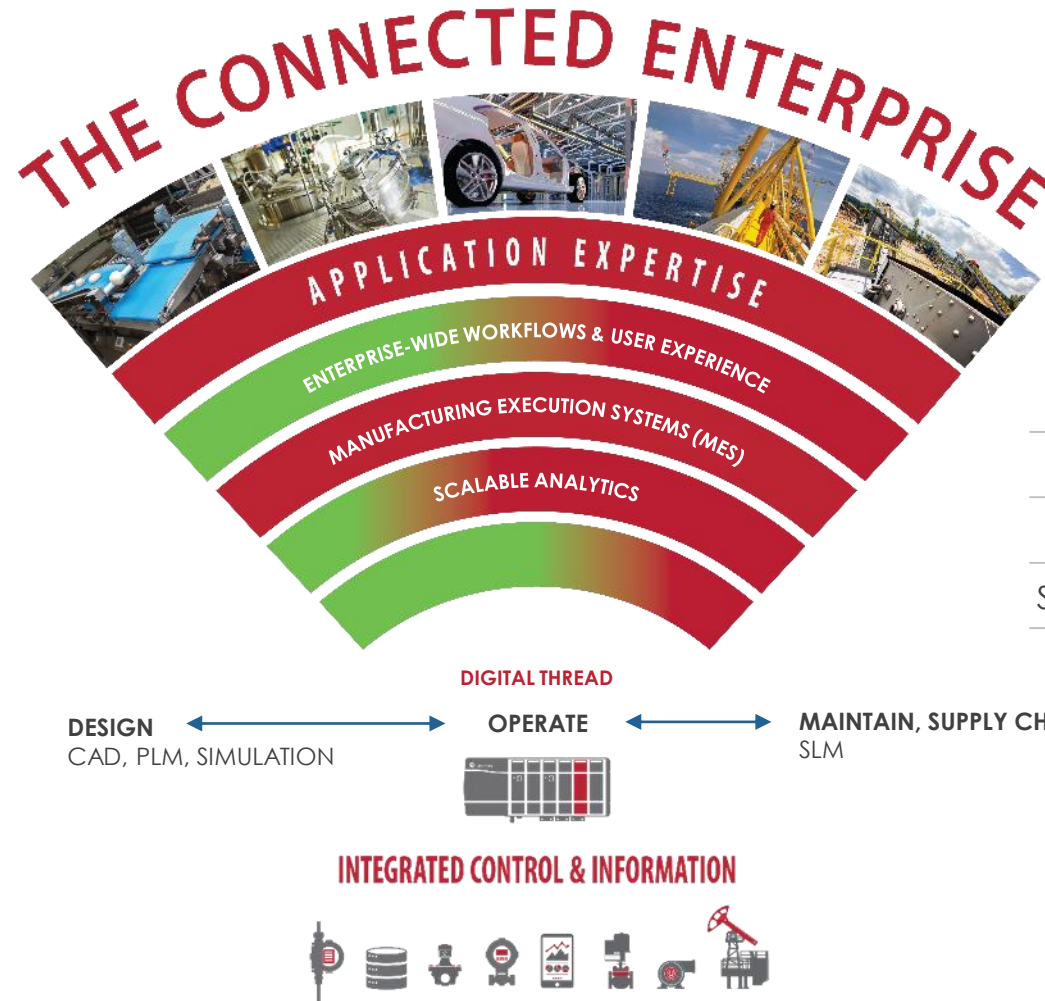 THE CONNECTED ENTERPRISE
APPLICATION EXPERTISE
ENTERPRISE-WIDE WORKFLOWS & USER EXPERIENCE
MANUFACTURING EXECUTION SYSTEMS (MES)
SCALABLE ANALYTICS
S
DIGITAL THREAD
DESIGN
CAD, PLM, SIMULATION
OPERATE
MAINTAIN, SUPPLY CH
SLM
INTEGRATED CONTROL & INFORMATION